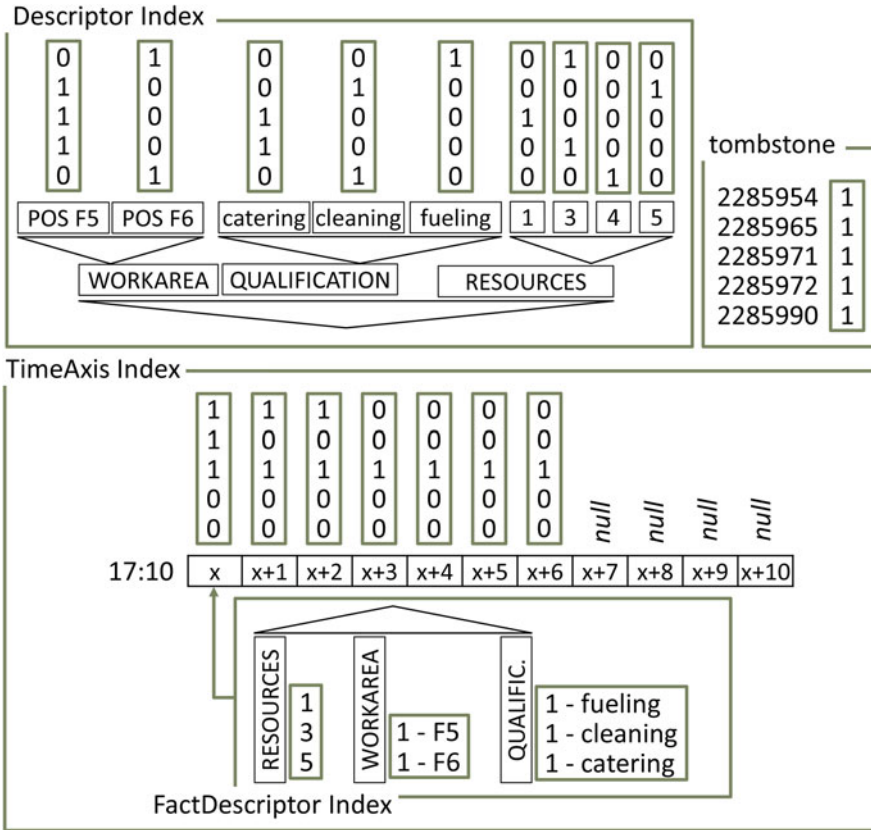 Descriptor Index
0 1 0 0 1 0 1 0 0
1 0 0 1 0 0 0 0 1
1 0 1 0 0 1 0 0 0
1 0 1 0 0 0 1 0 0
0 1 0 1 0 0 0 1 0
POS F5 POS F6 catering cleaning fueling 1 3 4 5
WORKAREA QUALIFICATION RESOURCES
tombstone
2285954 1
2285965 1
2285971 1
2285972 1
2285990 1
TimeAxis Index
1 1 1 0 0 0 0
1 0 0 0 0 0 0
1 1 1 1 1 1 1
0 0 0 0 0 0 0
0 0 0 0 0 0 0
null null null null
17:10 x x+1 x+2 x+3 x+4 x+5 x+6 x+7 x+8 x+9 x+10
RESOURCES
1
3
5
WORKAREA
1 - F5
1 - F6
QUALIFIC.
1 - fueling
1 - cleaning
1 - catering
FactDescriptor Index